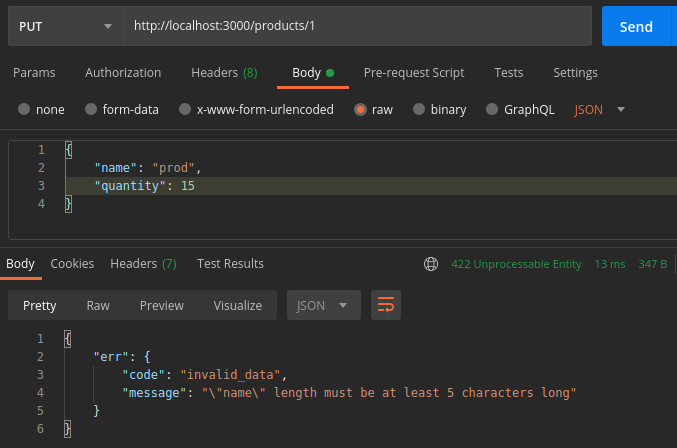 PUT http://localhost:3000/products/1 Send
Params Authorization Headers (8) Body Pre-request Script Tests Settings
none form-data x-www-form-urlencoded raw binary GraphQL JSON
1 {
2 "name": "prod",
3 "quantity": 15
4 }
Body Cookies Headers (7) Test Results 422 Unprocessable Entity 13 ms 347 B
Pretty Raw Preview Visualize JSON
1 {
2 "err": {
3 "code": "invalid_data",
4 "message": "\"name\" length must be at least 5 characters long"
5 }
6 }